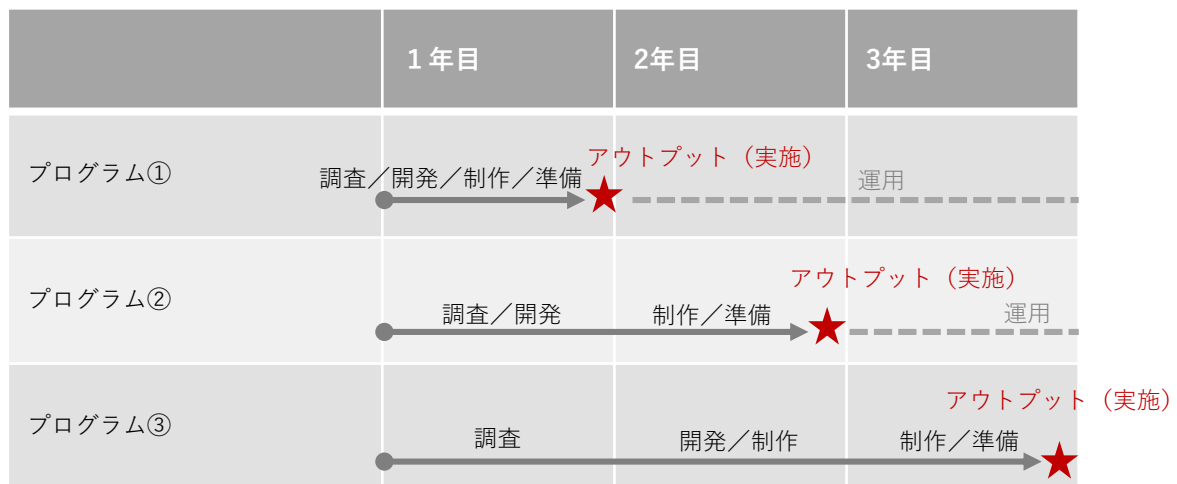 １年目
2年目
3年目
プログラム①
調査／開発／制作／準備
アウトプット（実施）
運用
プログラム②
調査／開発
制作／準備
アウトプット（実施）
運用
プログラム③
調査
開発／制作
制作／準備
アウトプット（実施）